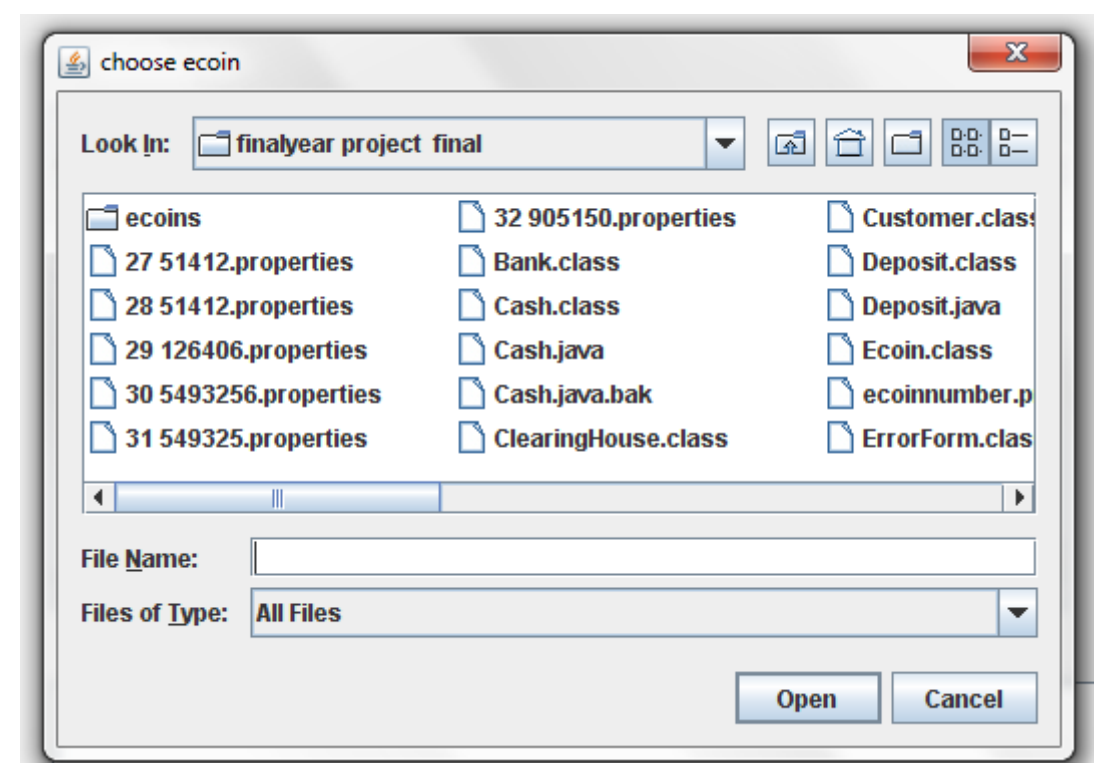 choose ecoin
Look In: finalyear project final
ecoins
27 51412.properties
28 51412.properties
29 126406.properties
30 5493256.properties
31 549325.properties
32 905150.properties
Bank.class
Cash.class
Cash.java
Cash.java.bak
ClearingHouse.class
Customer.clas
Deposit.class
Deposit.java
Ecoin.class
ecoinnumber.p
ErrorForm.clas
File Name:
Files of Type: All Files
Open Cancel